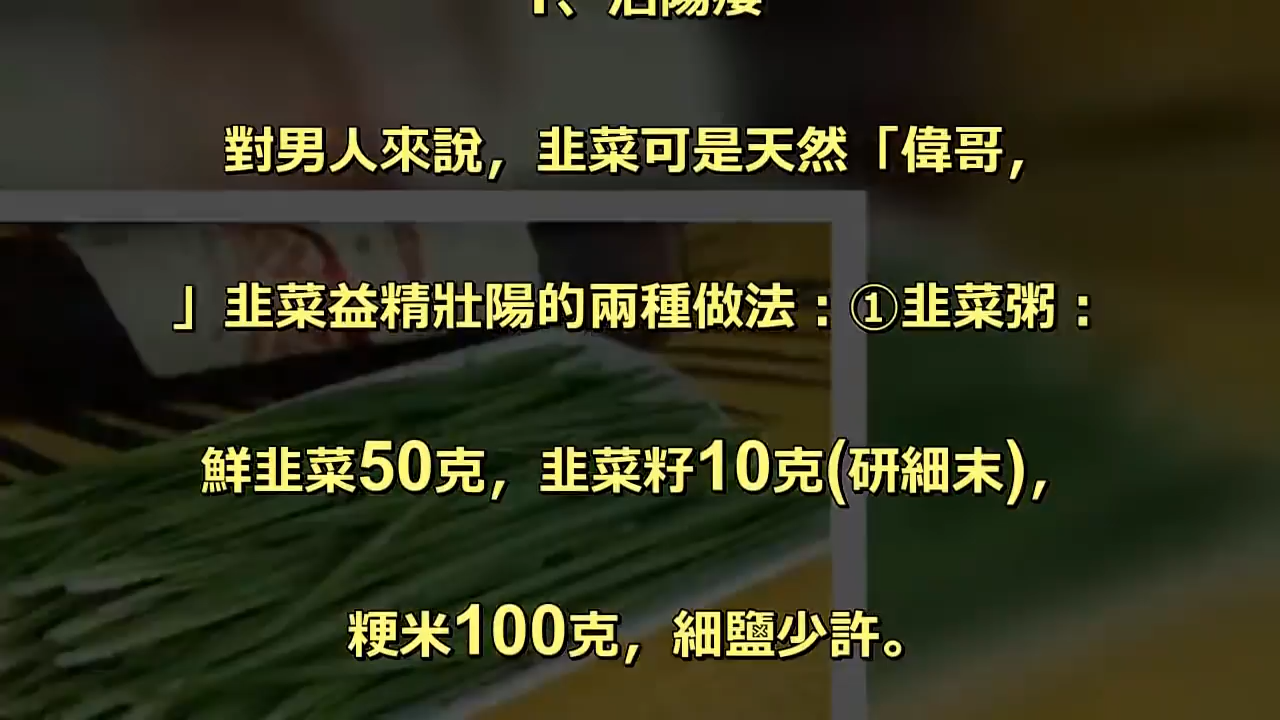 對男人來說，韭菜可是天然「偉哥，
」韭菜益精壯陽的兩種做法：①韭菜粥：
鮮韭菜50克，韭菜籽10克(研細末)，
粳米100克，細鹽少許。